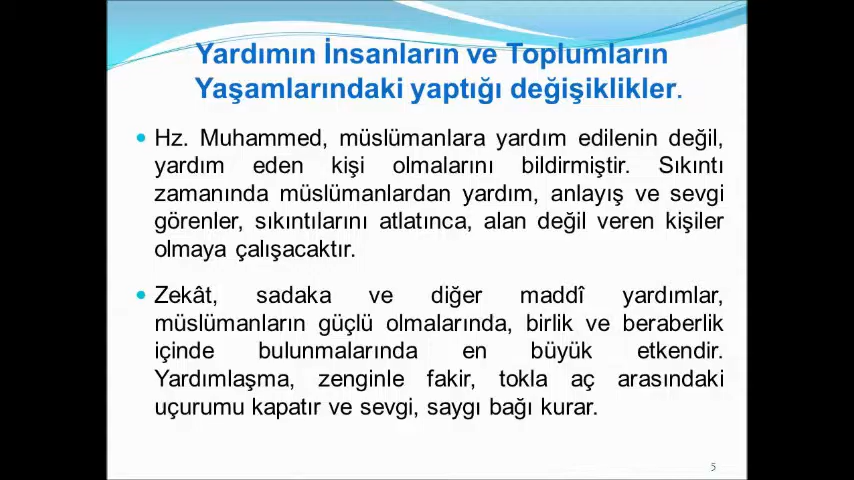 Yardımın İnsanların ve Toplumların
Yaşamlarındaki yaptığı değişiklikler.
• Hz. Muhammed, müslümanlara yardım edilenin değil,
yardım eden kişi olmalarını bildirmiştir. Sıkıntı
zamanında müslümanlardan yardım, anlayış ve sevgi
görenler, sıkıntılarını atlatınca, alan değil veren kişiler
olmaya çalışacaktır.
• Zekât, sadaka ve diğer maddî yardımlar,
müslümanların güçlü olmalarında, birlik ve beraberlik
içinde bulunmalarında en büyük etkendir.
Yardımlaşma, zenginle fakir, tokla aç arasındaki
uçurumu kapatır ve sevgi, saygı bağı kurar.
5